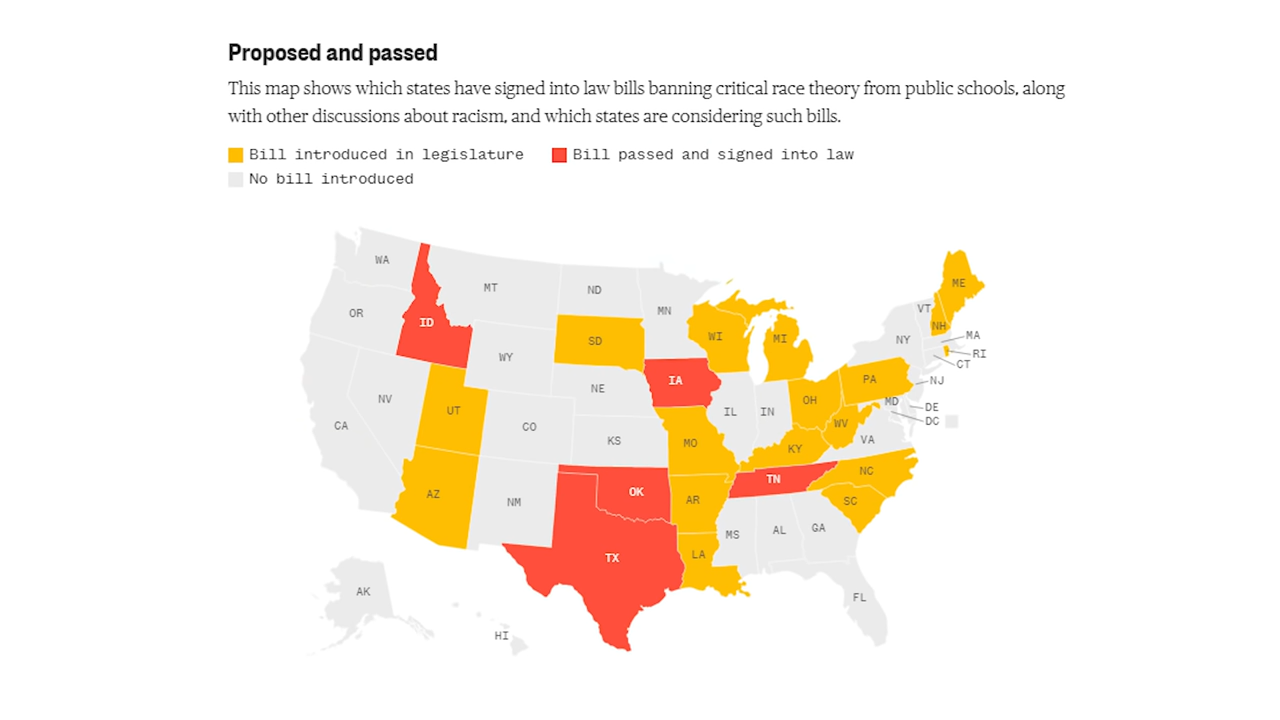 Proposed and passed
This map shows which states have signed into law bills banning critical race theory from public schools, along
with other discussions about racism, and which states are considering such bills.
Bill introduced in legislature
Bill passed and signed into law
No bill introduced
WA
MT
ND
MN
OR
ID
SD
WI
MI
VT
ME
NH
NY
MA
RI
CT
WY
IA
NE
PA
NJ
NV
UT
CO
KS
IL
IN
OH
MD
DE
DC
CA
MO
KY
WV
VA
AZ
NM
OK
AR
TN
NC
SC
TX
LA
MS
AL
GA
FL
AK
HI